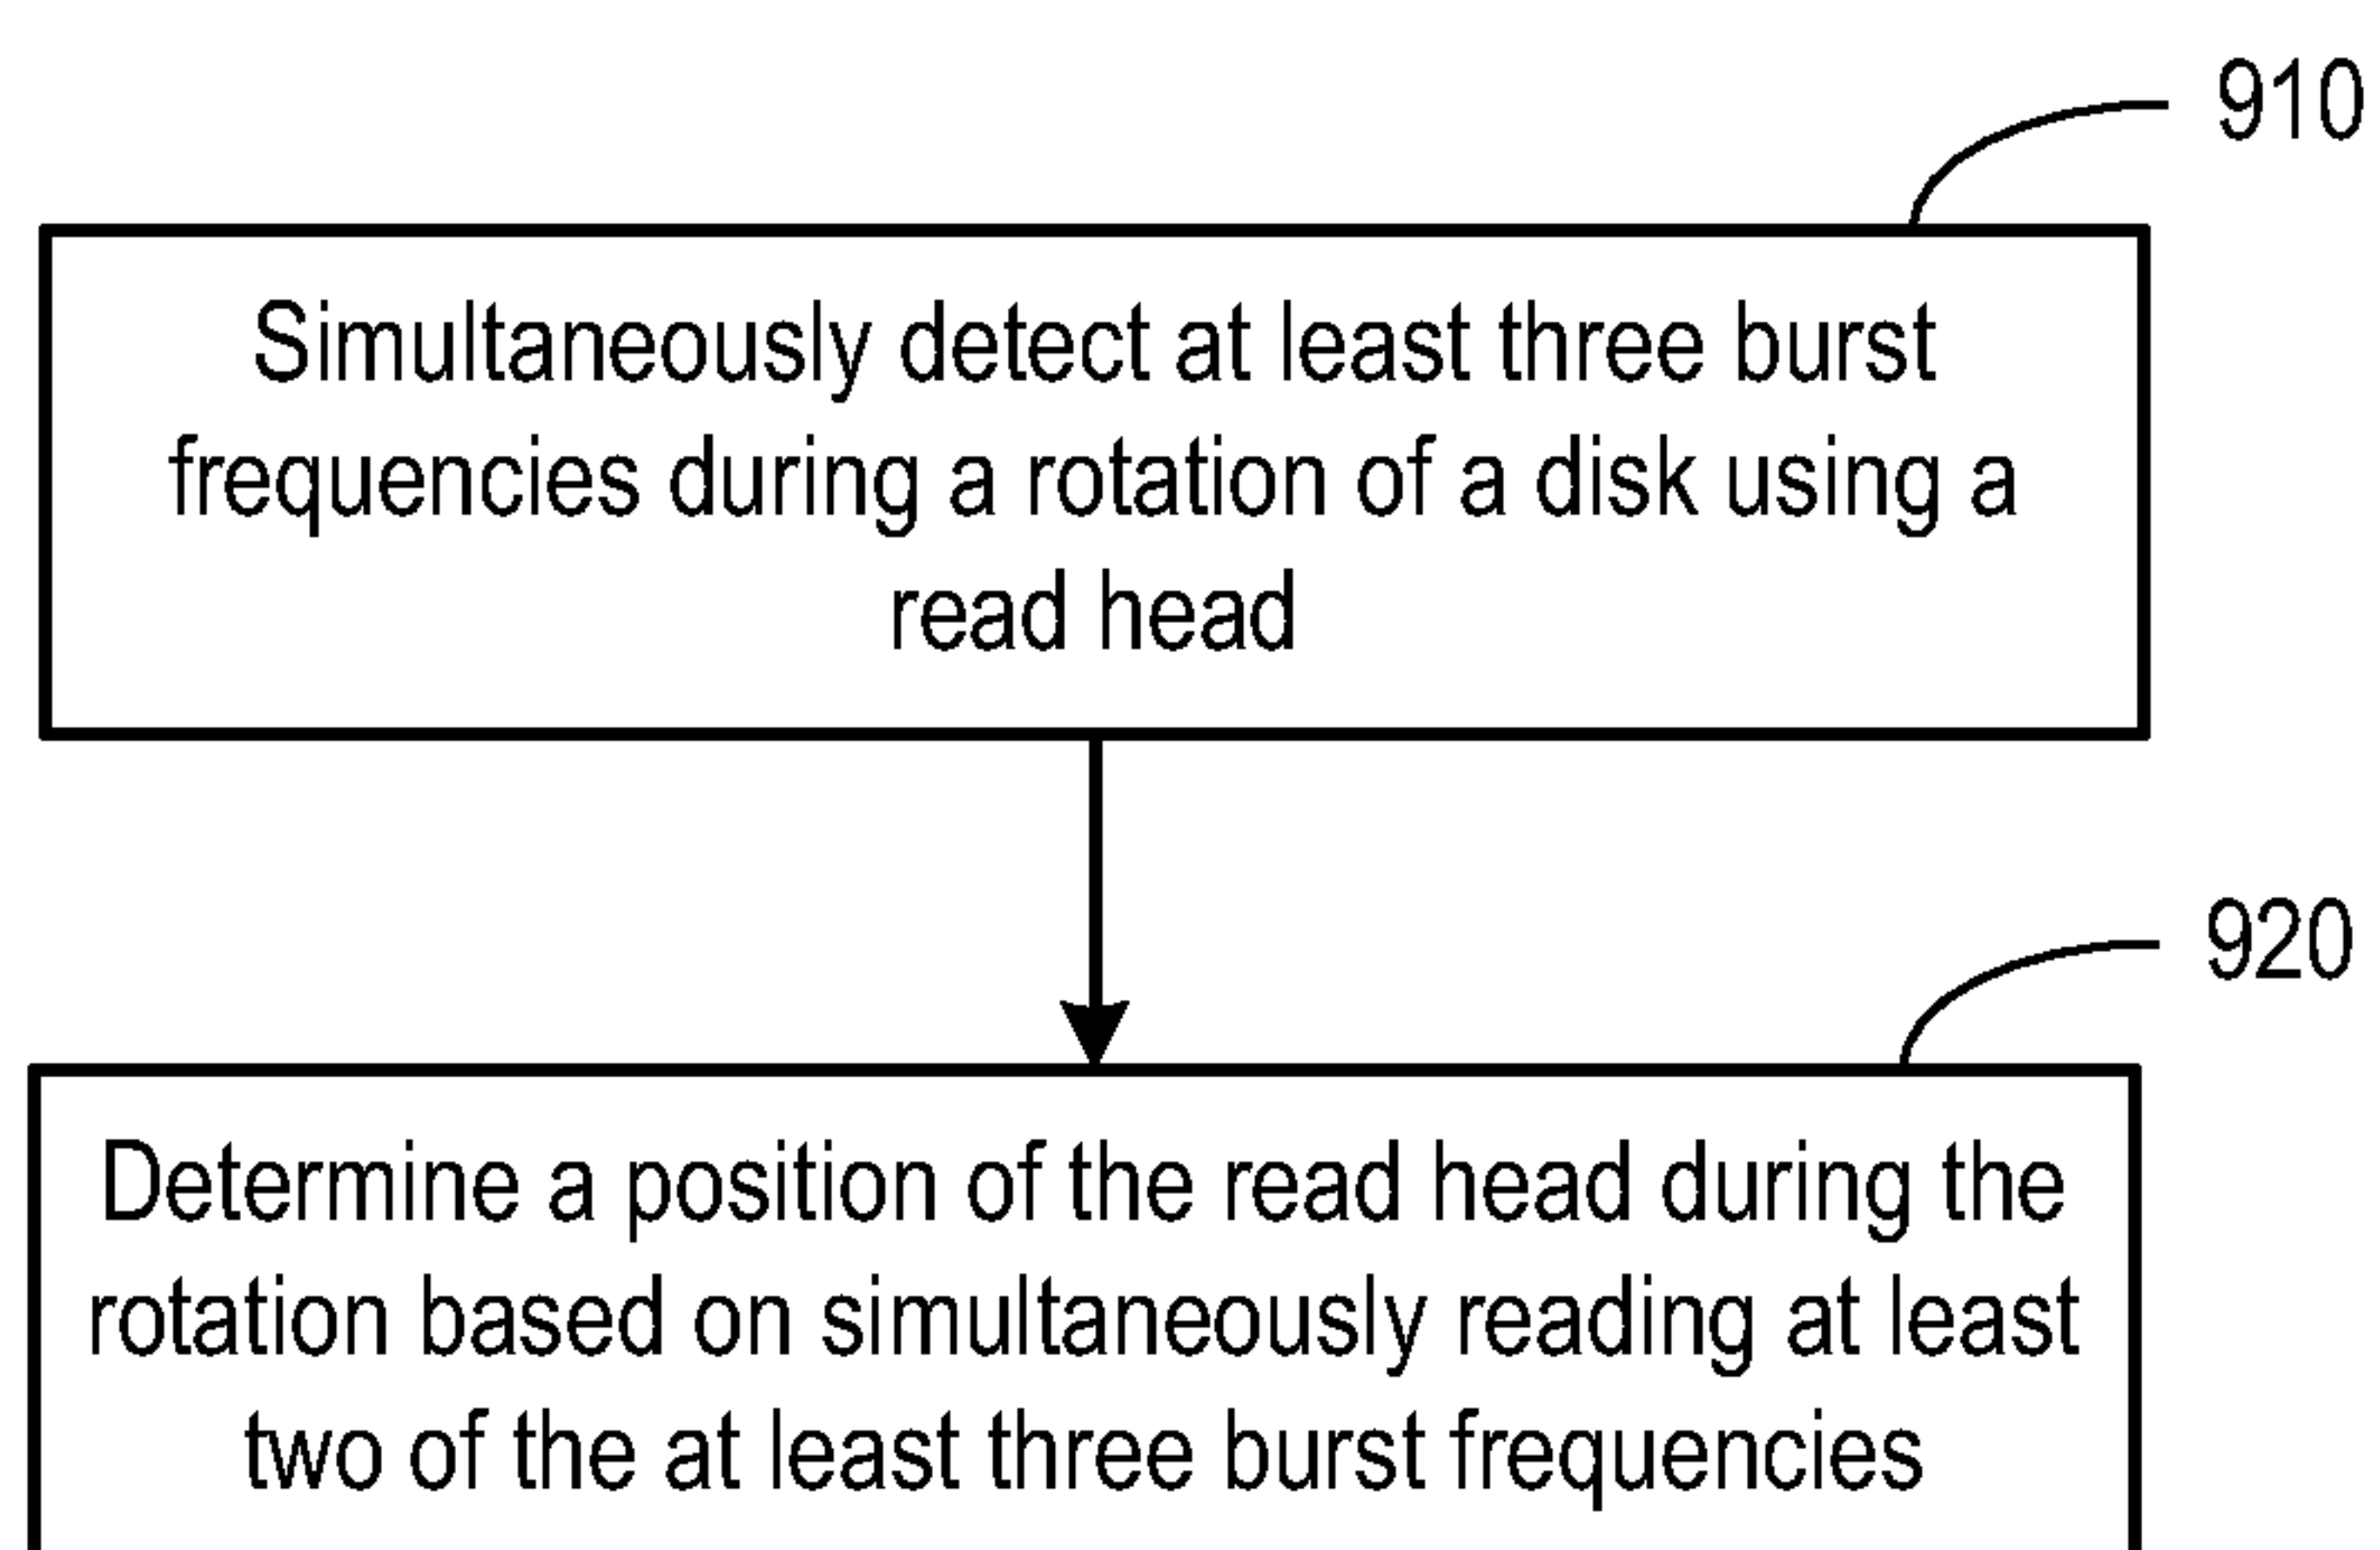 910
Simultaneously detect at least three burst
frequencies during a rotation of a disk using a
read head
920
Determine a position of the read head during the
rotation based on simultaneously reading at least
two of the at least three burst frequencies